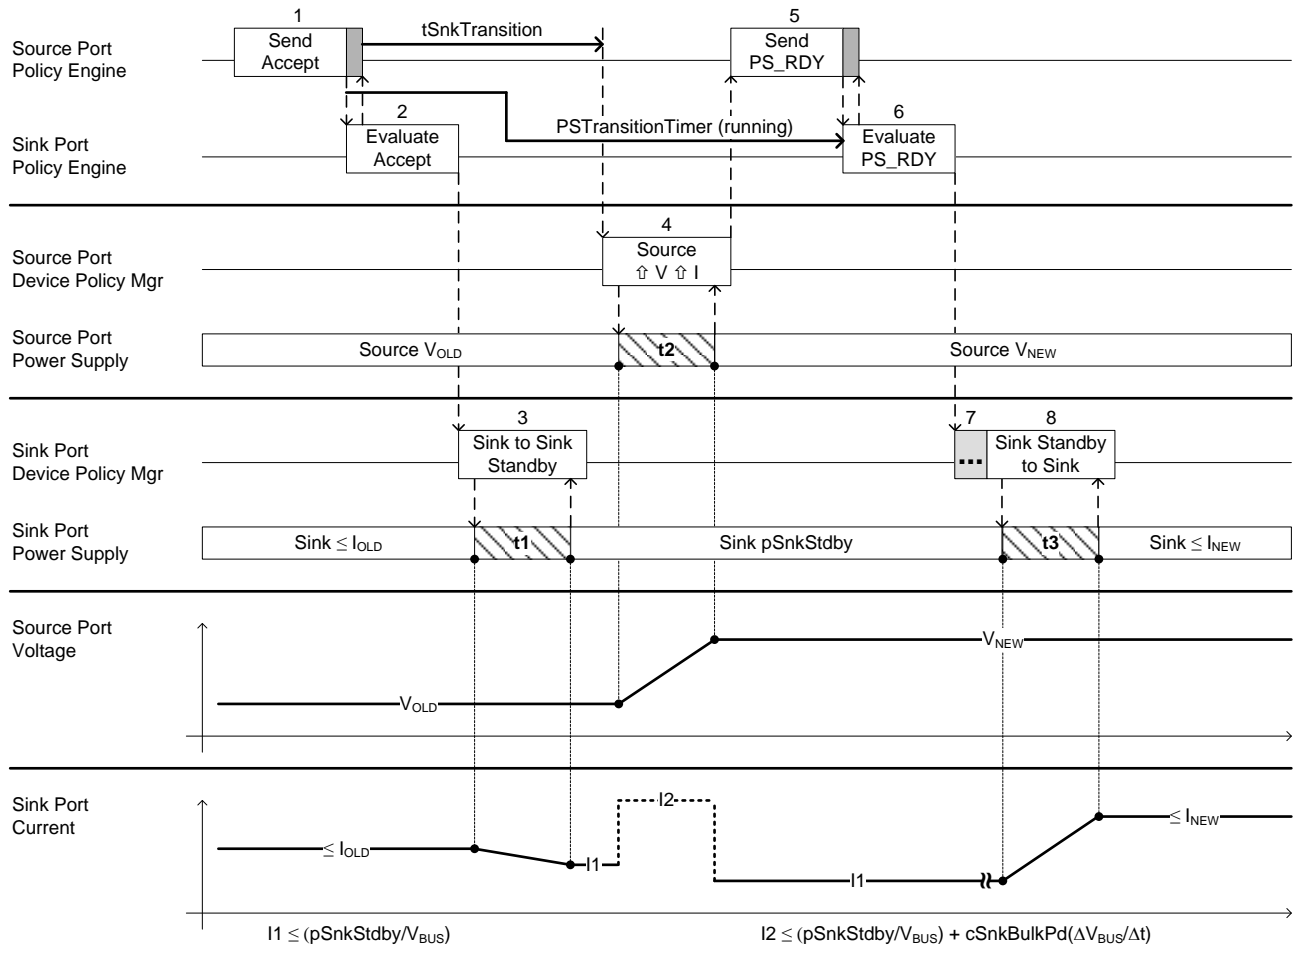 1
5
Source Port
Policy Engine
Send
Accept
tSnkTransition
Send
PS_RDY
2
6
PSTransitionTimer (running)
Sink Port
Policy Engine
Evaluate
Accept
Evaluate
PS_RDY
4
Source Port
Device Policy Mgr
Source
⇧ V ⇧ I
Source Port
Power Supply
Source VOLD
t2
Source VNEW
3
7
8
Sink Port
Device Policy Mgr
Sink to Sink
Standby
...
Sink Standby
to Sink
Sink Port
Power Supply
Sink ≤ IOLD
t1
Sink pSnkStdby
t3
Sink ≤ INEW
Source Port
Voltage
VOLD
VNEW
Sink Port
Current
≤ IOLD
I1
I2
I1
≤ INEW
I1 ≤ (pSnkStdby/VBUS)
I2 ≤ (pSnkStdby/VBUS) + cSnkBulkPd(ΔVBUS/Δt)